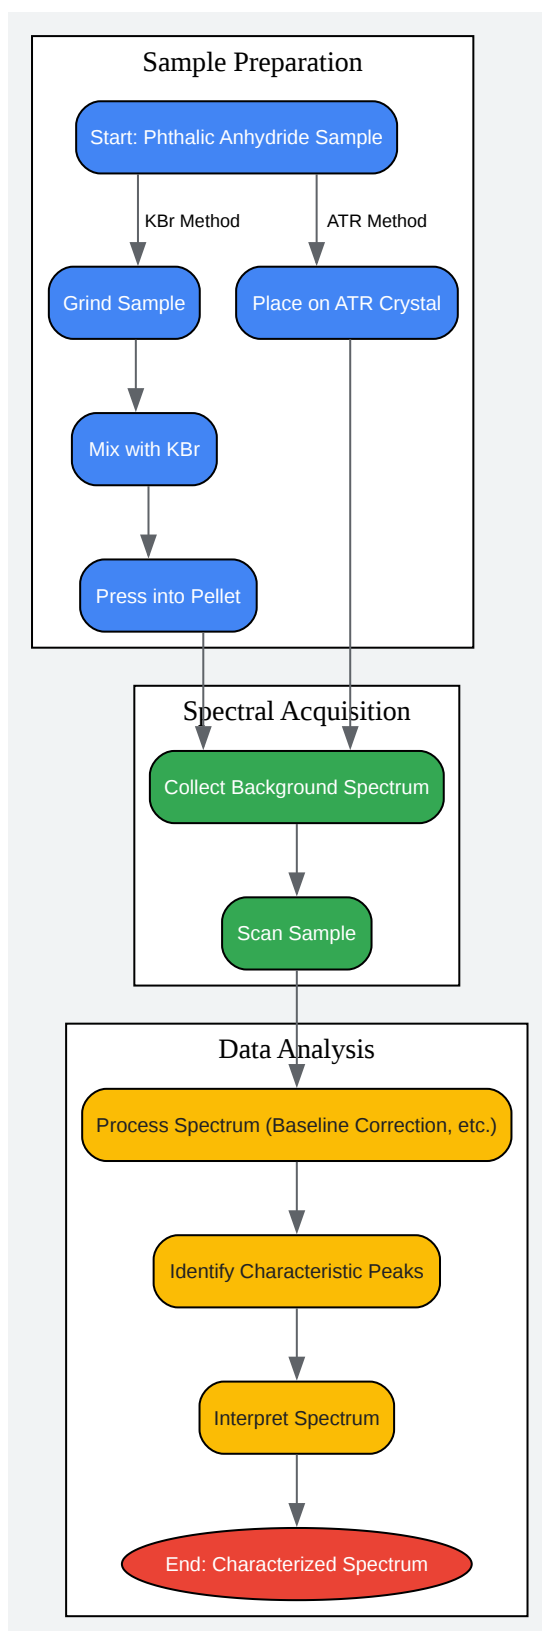 Sample Preparation
Start: Phthalic Anhydride Sample
KBr Method
ATR Method
Grind Sample
Place on ATR Crystal
Mix with KBr
Press into Pellet
Spectral Acquisition
Collect Background Spectrum
Scan Sample
Data Analysis
Process Spectrum (Baseline Correction, etc.)
Identify Characteristic Peaks
Interpret Spectrum
End: Characterized Spectrum